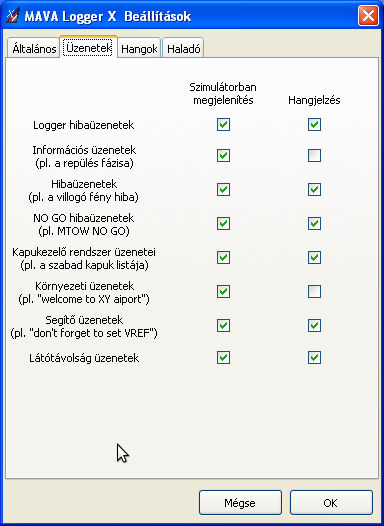 MAVA Logger X Beállítások
Általános Üzenetek Hangok Haladó
Szimulátorban
megjelenítés Hangjelzés
Logger hibaüzenetek
Információs üzenetek
(pl. a repülés fázisa)
Hibaüzenetek
(pl. a villogó fény hiba)
NO GO hibaüzenetek
(pl. MTOW NO GO)
Kapukezelő rendszer üzenetei
(pl. a szabad kapuk listája)
Környezeti üzenetek
(pl. "welcome to XY aiport")
Segítő üzenetek
(pl. "don't forget to set VREF")
Látótávolság üzenetek
Mégse OK